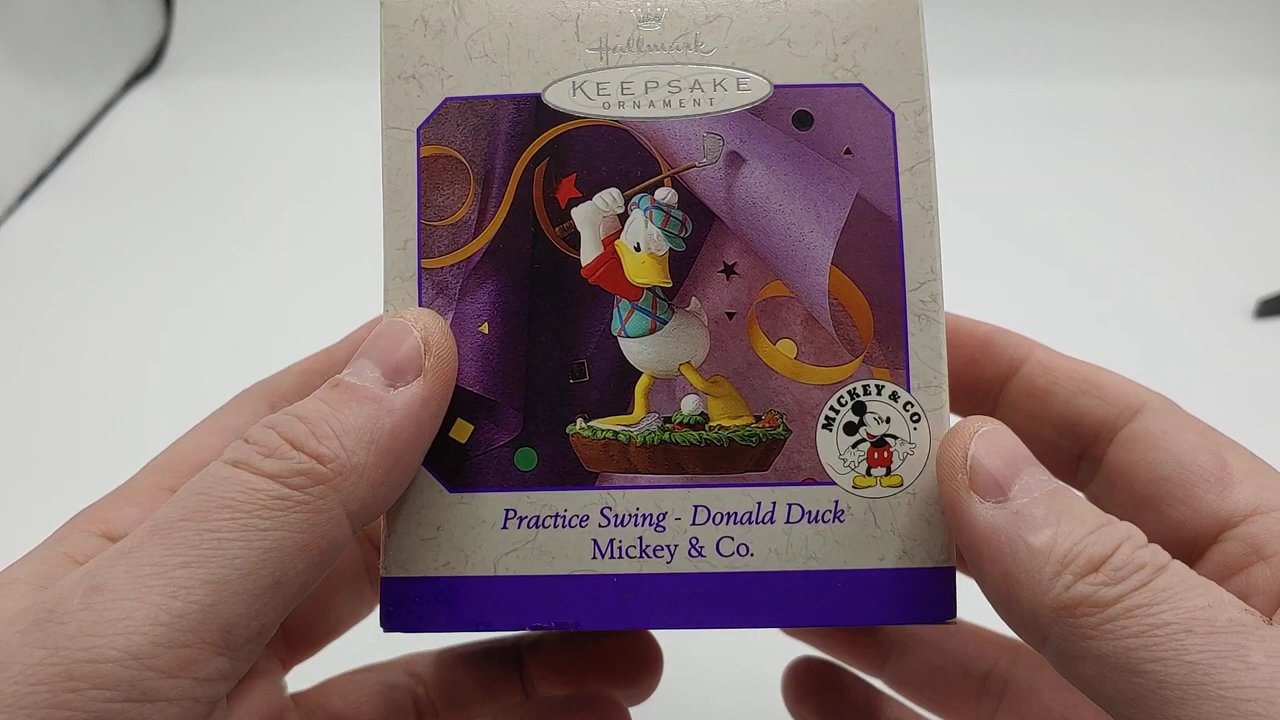 Hallmark
KEEPSAKE
ORNAMENT
MICKEY & CO.
Practice Swing - Donald Duck
Mickey & Co.